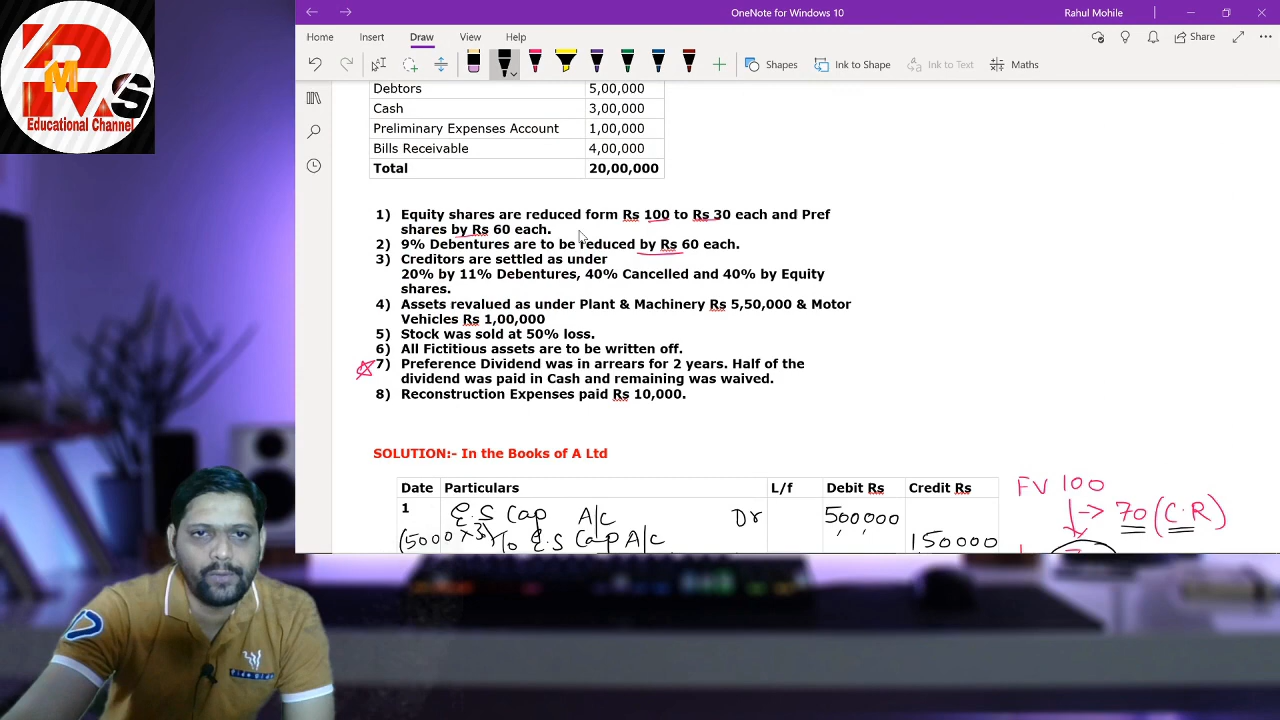 OneNote for Windows 10
Rahul Mohile
Home Insert Draw View Help
Share
Shapes
Ink to Shape
Ink to Text
Maths
R
M
S
Educational Channel
Debtors 5,00,000
Cash 3,00,000
Preliminary Expenses Account 1,00,000
Bills Receivable 4,00,000
Total 20,00,000
1) Equity shares are reduced form Rs 100 to Rs 30 each and Pref
shares by Rs 60 each.
2) 9% Debentures are to be reduced by Rs 60 each.
3) Creditors are settled as under
20% by 11% Debentures, 40% Cancelled and 40% by Equity
shares.
4) Assets revalued as under Plant & Machinery Rs 5,50,000 & Motor
Vehicles Rs 1,00,000
5) Stock was sold at 50% loss.
6) All Fictitious assets are to be written off.
7) Preference Dividend was in arrears for 2 years. Half of the
dividend was paid in Cash and remaining was waived.
8) Reconstruction Expenses paid Rs 10,000.
SOLUTION:- In the Books of A Ltd
Date Particulars L/f Debit Rs Credit Rs
1 E.S Cap A/c Dr 500000
To E.S Cap A/c 150000
FV 100
70 (C.R)